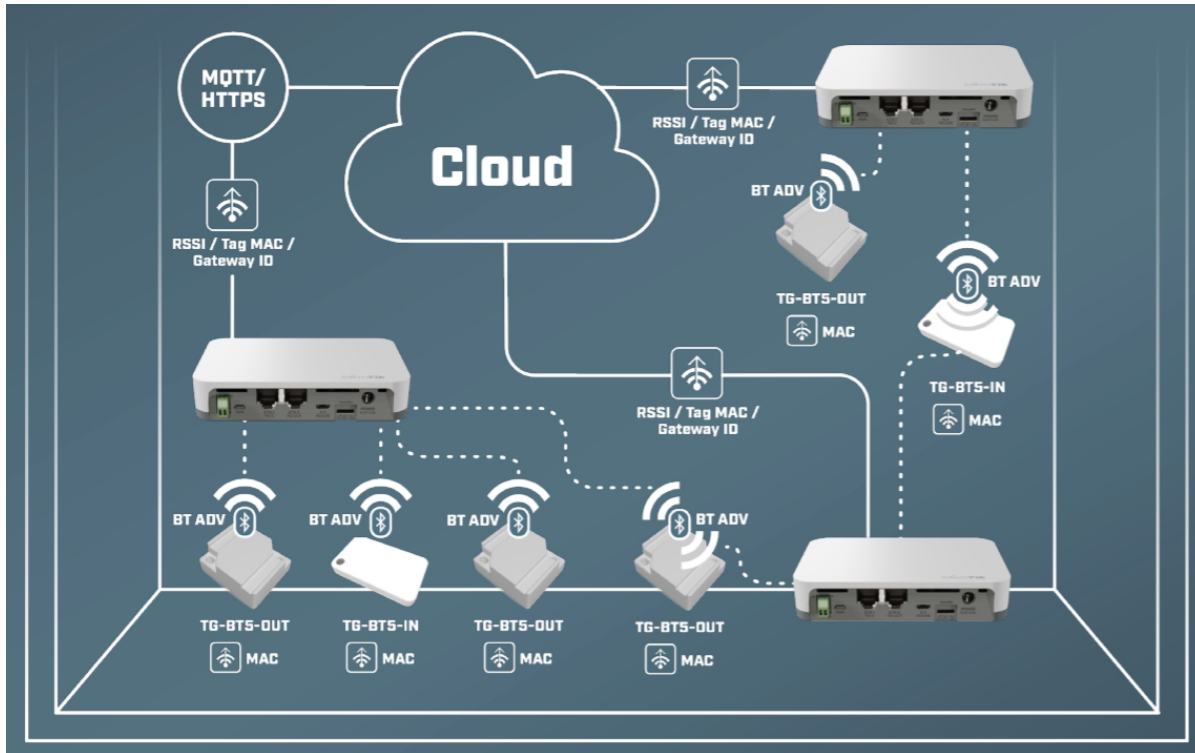 MQTT/
HTTPS
Cloud
RSSI / Tag MAC /
Gateway ID
RSSI / Tag MAC /
Gateway ID
BT ADV
TG-BT5-OUT
MAC
BT ADV
TG-BT5-IN
MAC
RSSI / Tag MAC /
Gateway ID
BT ADV
TG-BT5-OUT
MAC
BT ADV
TG-BT5-IN
MAC
BT ADV
TG-BT5-OUT
MAC
BT ADV
TG-BT5-OUT
MAC